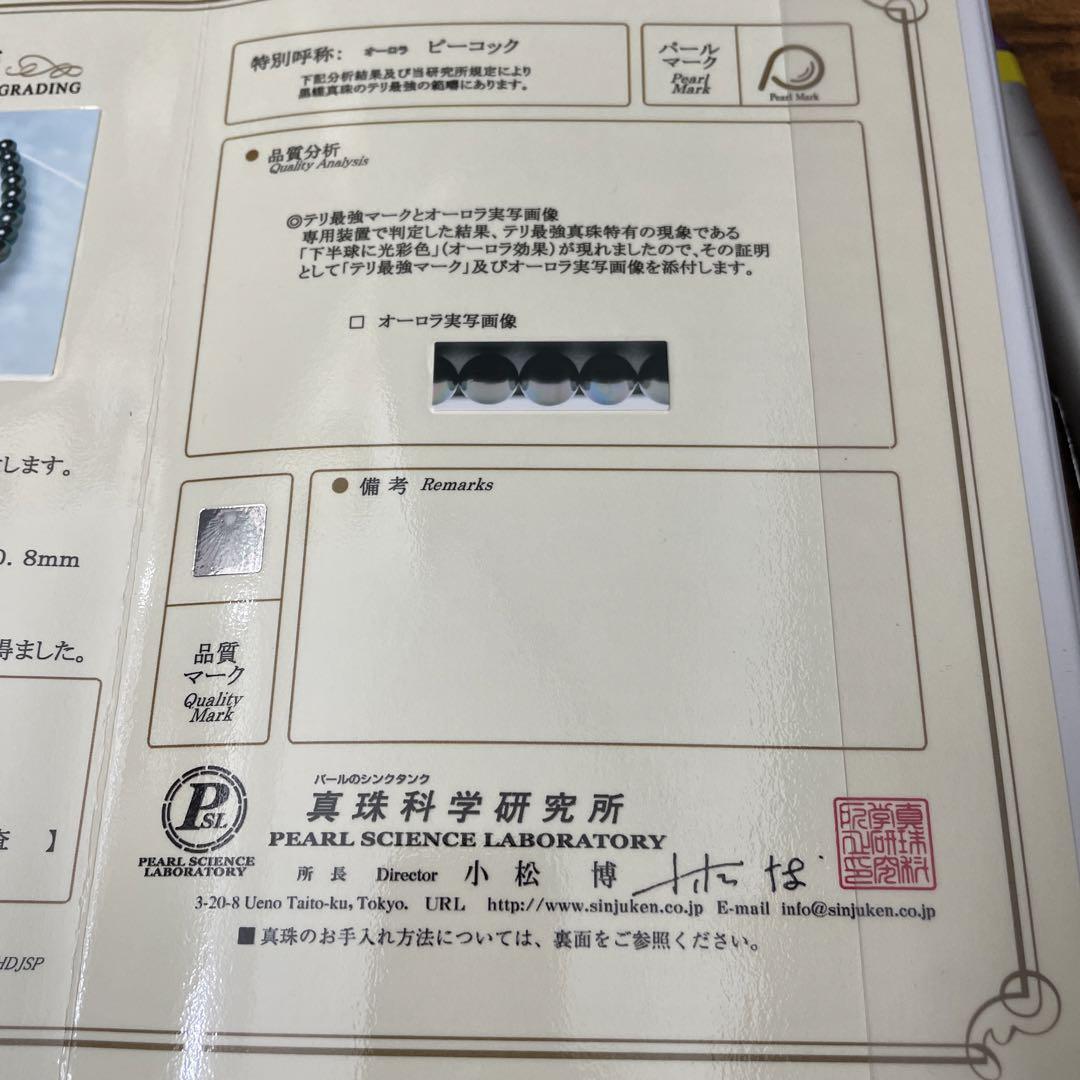 GRADING
特別呼称: オーロラ ピーコック
下記分析結果及び当研究所規定により
黒蝶真珠のテリ最強の範疇にあります。
パール
マーク
Pearl
Mark
Pearl Mark
● 品質分析
Quality Analysis
◎テリ最強マークとオーロラ実写画像
専用装置で判定した結果、テリ最強真珠特有の現象である
「下半球に光彩色」(オーロラ効果)が現れましたので、その証明
として「テリ最強マーク」及びオーロラ実写画像を添付します。
□ オーロラ実写画像
します。
0. 8mm
得ました。
査 】
HDJSP
● 備考 Remarks
品質
マーク
Quality
Mark
PSL
PEARL SCIENCE
LABORATORY
パールのシンクタンク
真珠科学研究所
PEARL SCIENCE LABORATORY
所長 Director 小松 博
真珠科学研究所之印
3-20-8 Ueno Taito-ku, Tokyo. URL http://www.sinjuken.co.jp E-mail info@sinjuken.co.jp
■真珠のお手入れ方法については、裏面をご参照ください。